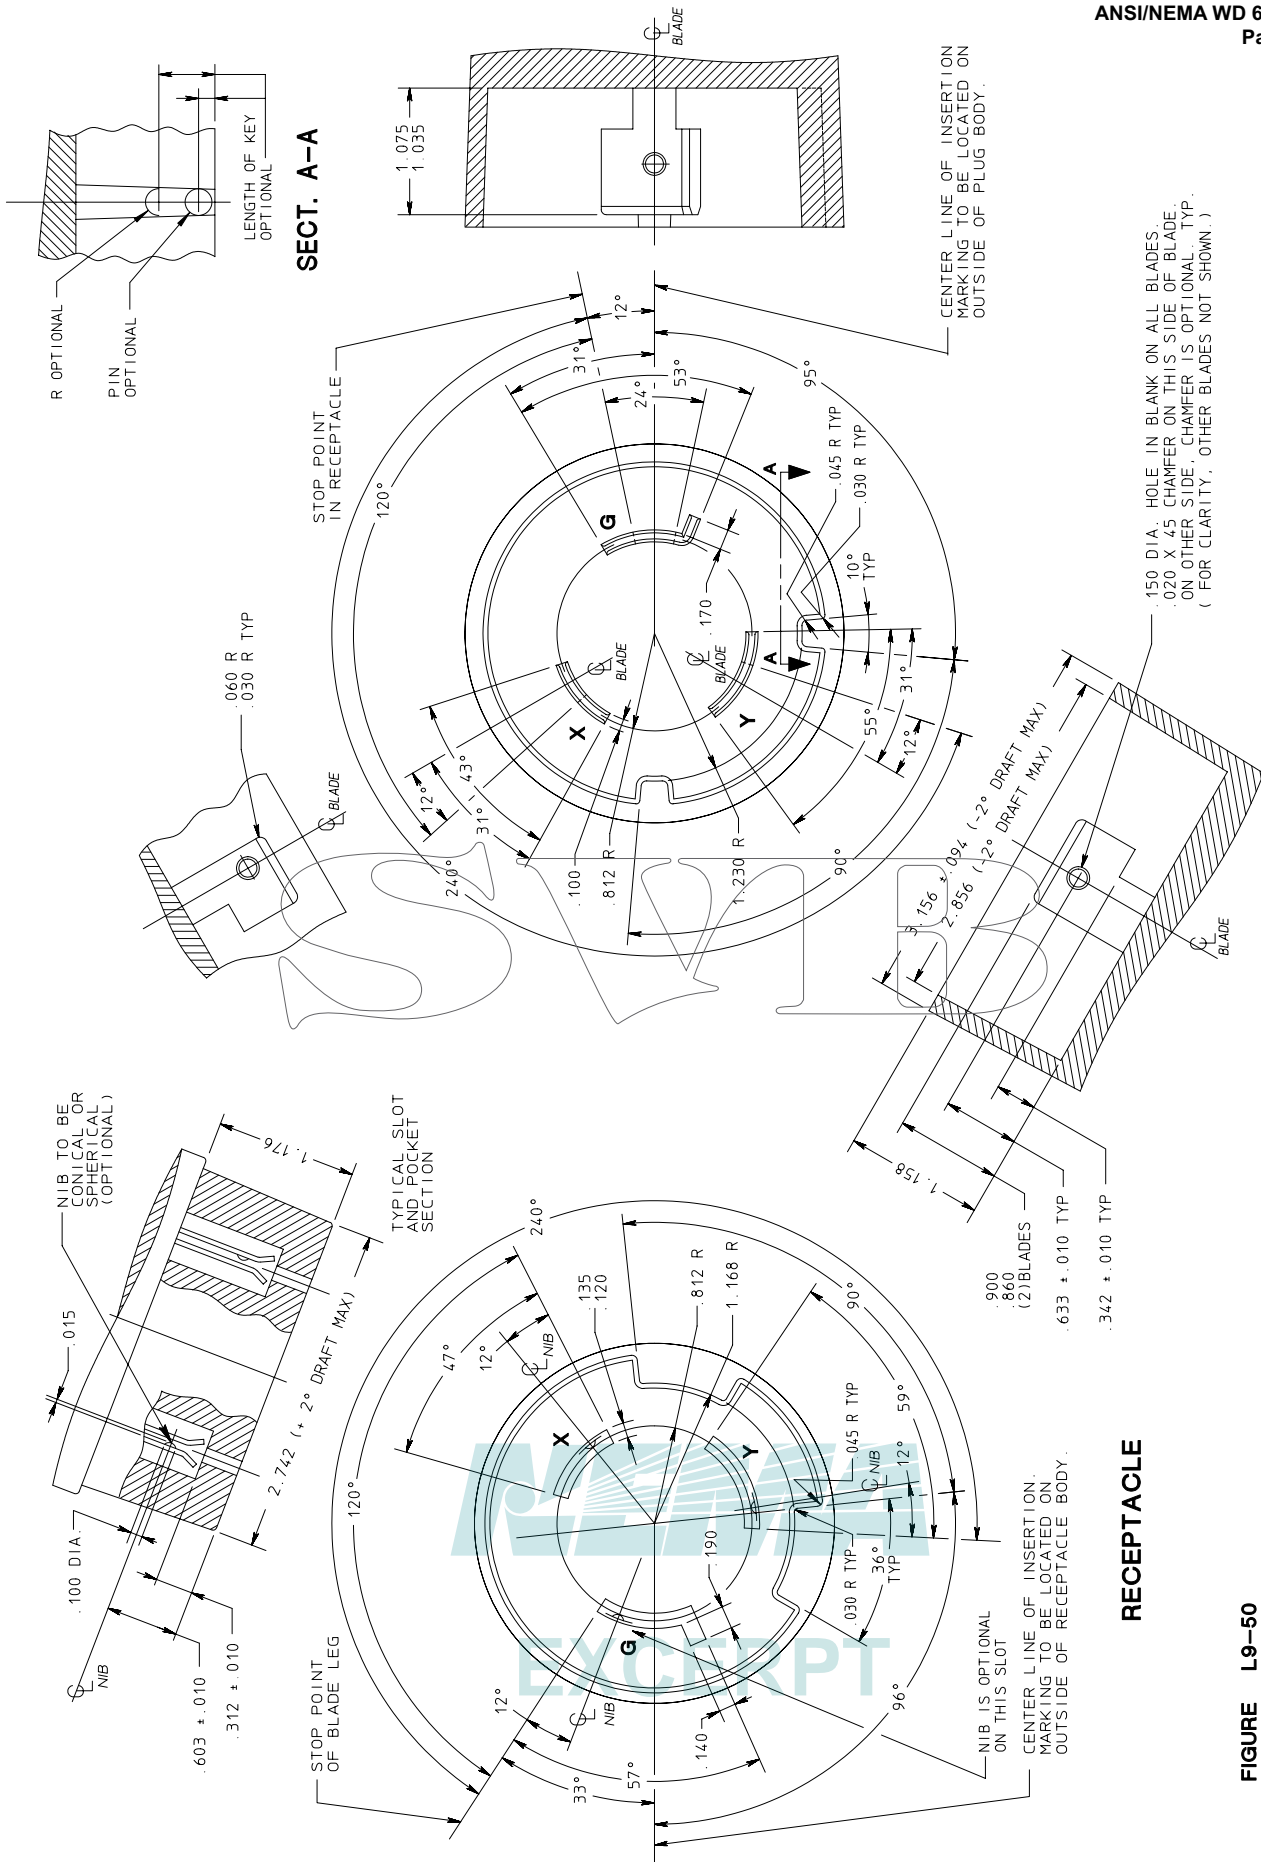 ANSI/NEMA WD 6
Pa
R OPTIONAL
PIN
OPTIONAL
LENGTH OF KEY
OPTIONAL
SECT. A-A
1.075
1.035
℄
BLADE
CENTER LINE OF INSERTION
MARKING TO BE LOCATED ON
OUTSIDE OF PLUG BODY.
STOP POINT
IN RECEPTACLE
120°
12°
31°
53°
24°
95°
G
A
A
.045 R TYP
.030 R TYP
10°
TYP
.170
℄
BLADE
℄
BLADE
X
Y
43°
12°
31°
240°
.100
.812 R
1.230 R
55°
31°
12°
90°
.060 R
.030 R TYP
℄ BLADE
.150 DIA. HOLE IN BLANK ON ALL BLADES.
.020 X 45 CHAMFER ON THIS SIDE OF BLADE.
ON OTHER SIDE, CHAMFER IS OPTIONAL. TYP.
( FOR CLARITY, OTHER BLADES NOT SHOWN.)
3.156 ±.094 (-2° DRAFT MAX)
2.856 (-2° DRAFT MAX)
℄
BLADE
1.158
.900
.860
(2)BLADES
.633 ±.010 TYP
.342 ±.010 TYP
SVTB
NIB TO BE
CONICAL OR
SPHERICAL
(OPTIONAL)
1.176
.015
TYPICAL SLOT
AND POCKET
SECTION
2.742 (+ 2° DRAFT MAX)
.100 DIA.
℄ NIB
.603 ±.010
.312 ±.010
240°
120°
47°
12°
℄ NIB
.135
.120
.812 R
1.168 R
90°
59°
12°
X
Y
G
.045 R TYP
℄ NIB
.190
.030 R TYP
36°
TYP
96°
STOP POINT
OF BLADE LEG
12°
℄ NIB
33°
57°
.140
NIB IS OPTIONAL
ON THIS SLOT
CENTER LINE OF INSERTION.
MARKING TO BE LOCATED ON
OUTSIDE OF RECEPTACLE BODY.
NEMA
EXCERPT
RECEPTACLE
FIGURE L9-50